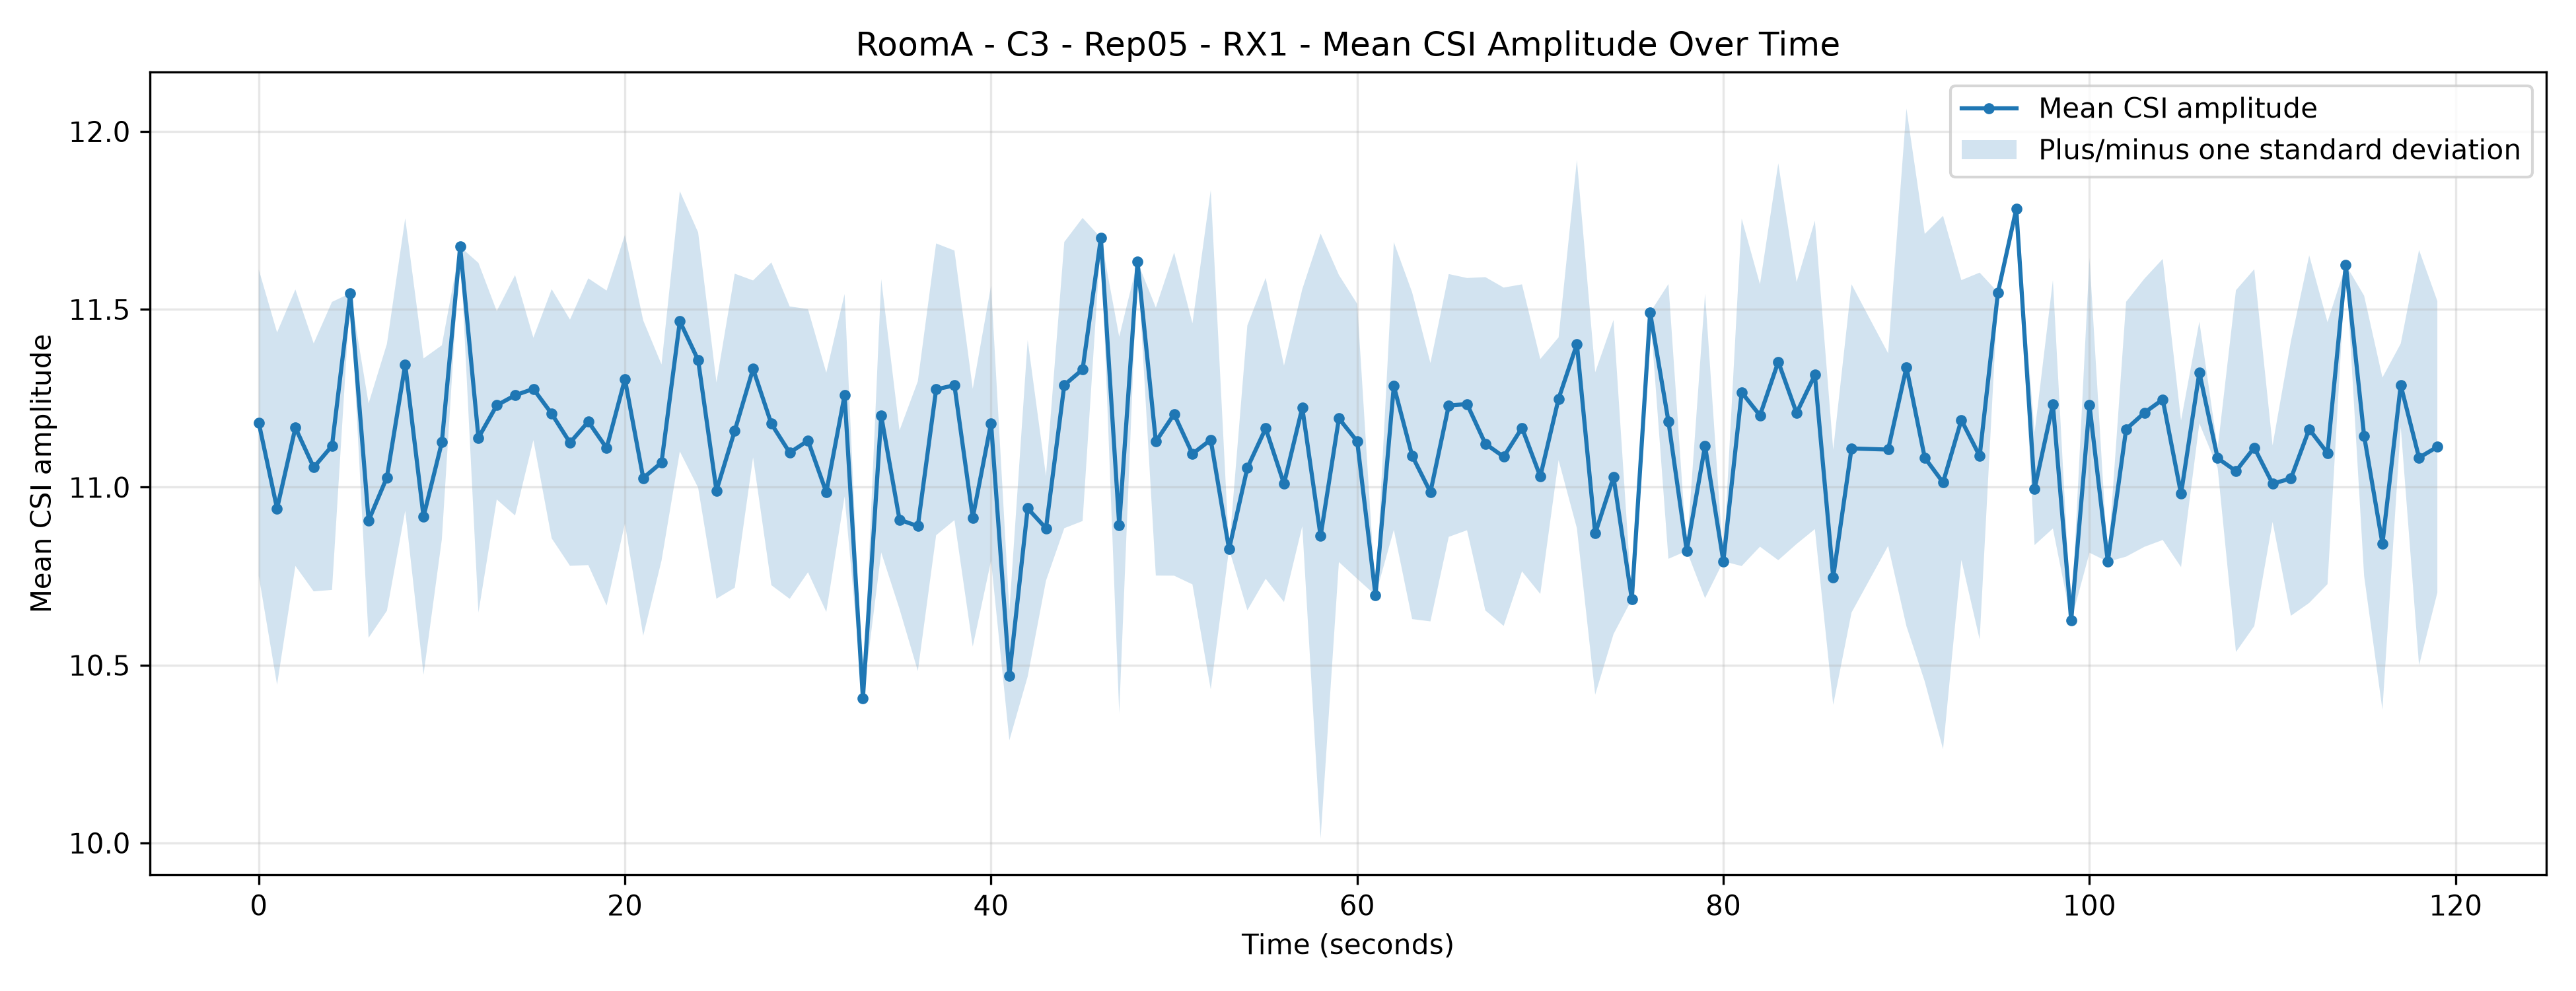 RoomA - C3 - Rep05 - RX1 - Mean CSI Amplitude Over Time
Mean CSI amplitude
Plus/minus one standard deviation
12.0
11.5
11.0
10.5
10.0
Mean CSI amplitude
0 20 40 60 80 100 120
Time (seconds)